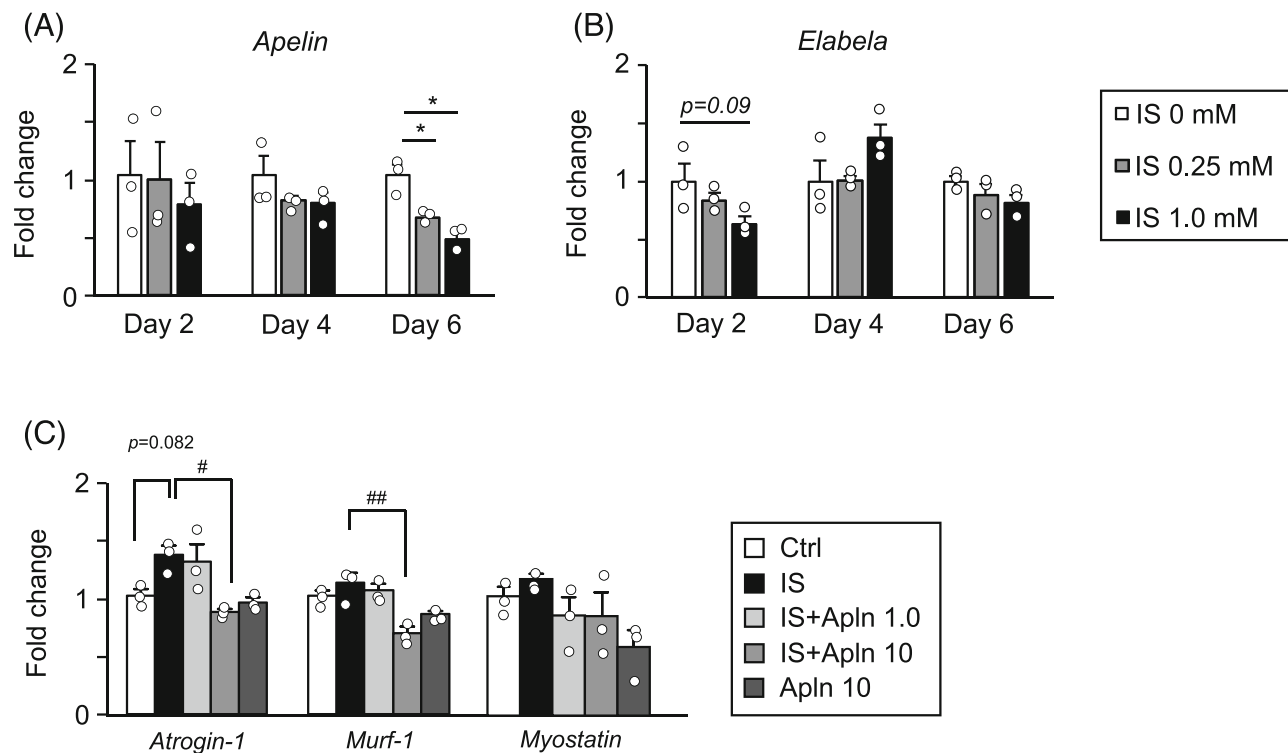 (A)
Apelin
Fold change
2
1
0
*
*
Day 2 Day 4 Day 6
(B)
Elabela
Fold change
2
1
0
p=0.09
Day 2 Day 4 Day 6
IS 0 mM
IS 0.25 mM
IS 1.0 mM
(C)
p=0.082
#
##
Fold change
2
1
0
Atrogin-1 Murf-1 Myostatin
Ctrl
IS
IS+Apln 1.0
IS+Apln 10
Apln 10